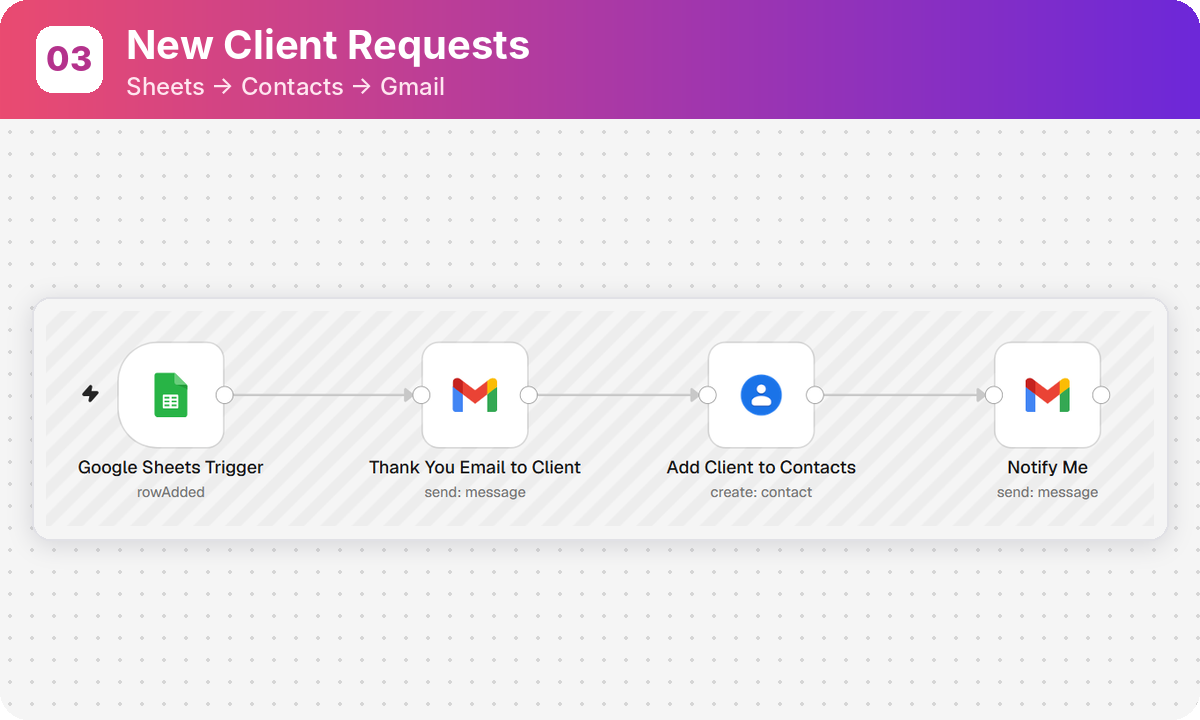 03
New Client Requests
Sheets → Contacts → Gmail
Google Sheets Trigger
rowAdded
Thank You Email to Client
send: message
Add Client to Contacts
create: contact
Notify Me
send: message